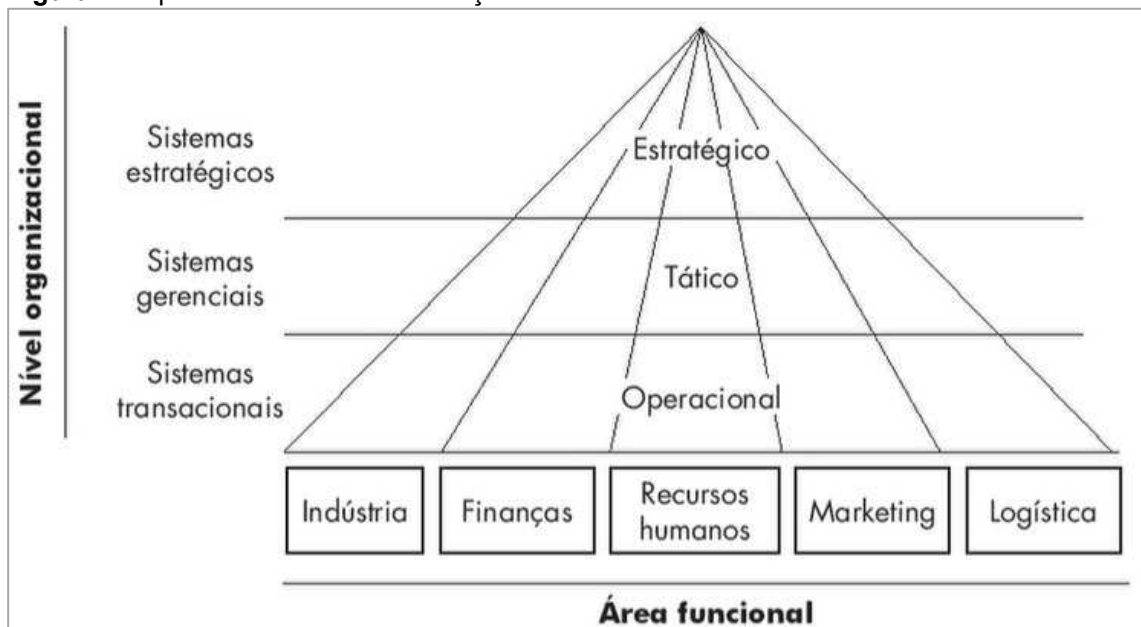 Nível organizacional
Sistemas
estratégicos
Estratégico
Sistemas
gerenciais
Tático
Sistemas
transacionais
Operacional
Indústria
Finanças
Recursos
humanos
Marketing
Logística
Área funcional